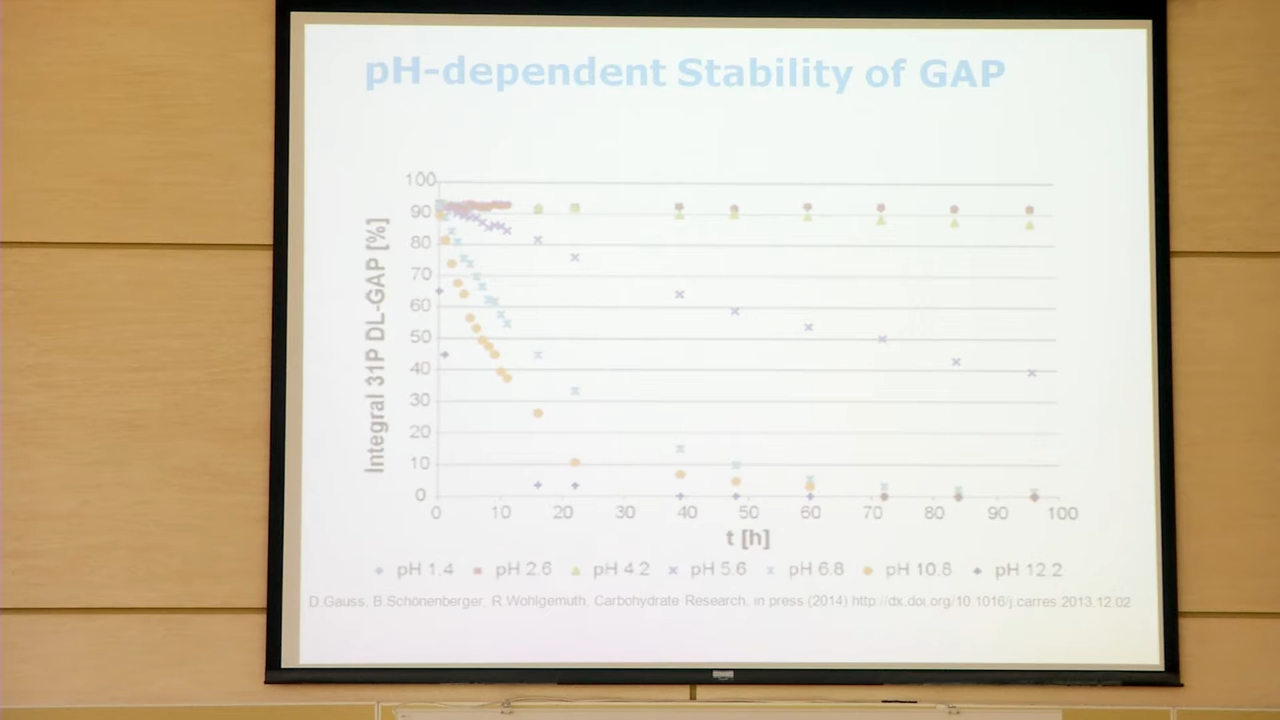 pH-dependent Stability of GAP
Integral 31P DL-GAP [%]
100
90
80
70
60
50
40
30
20
10
0
0 10 20 30 40 50 60 70 80 90 100
t [h]
pH 1.4 pH 2.6 pH 4.2 pH 5.6 pH 6.8 pH 10.8 pH 12.2
D.Gauss, B.Schönenberger, R.Wohlgemuth, Carbohydrate Research, in press (2014) http://dx.doi.org/10.1016/j.carres.2013.12.02